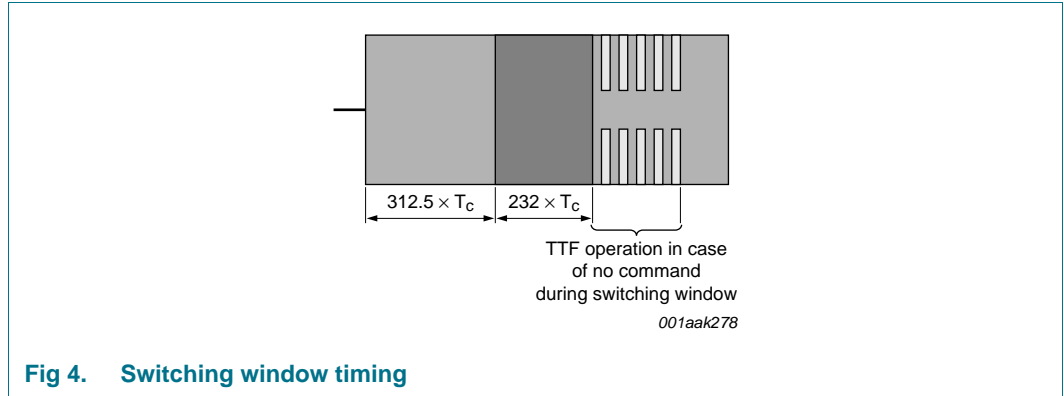 312.5 × Tc
232 × Tc
TTF operation in case
of no command
during switching window
001aak278
Fig 4. Switching window timing